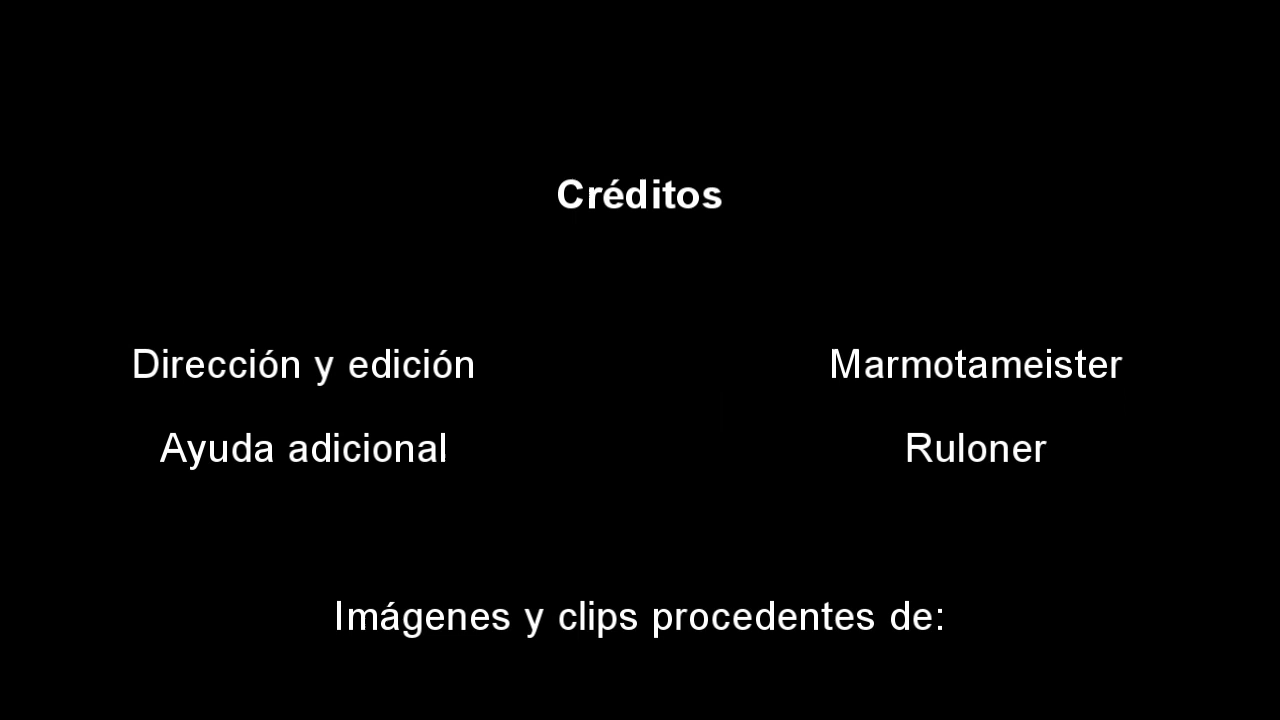 Créditos
Dirección y edición Marmotameister
Ayuda adicional Ruloner
Imágenes y clips procedentes de: